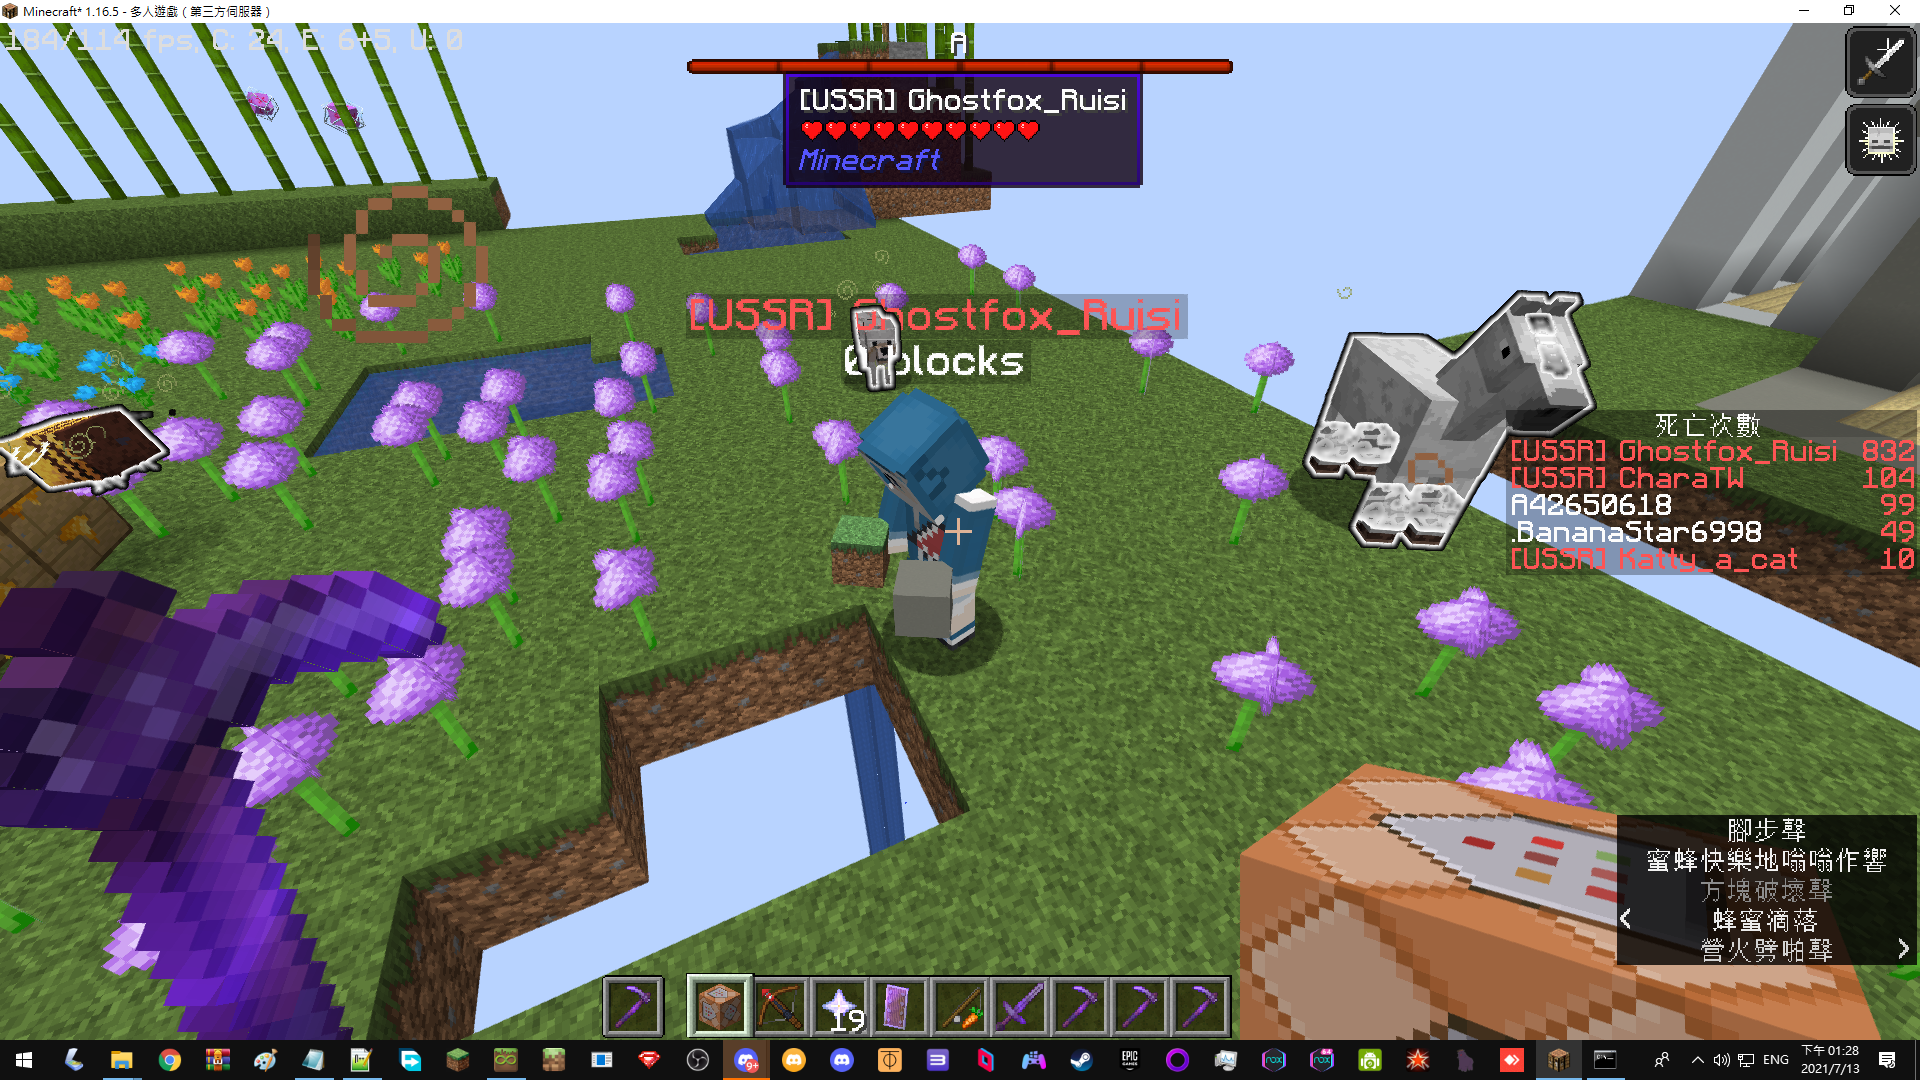 Minecraft* 1.16.5 - 多人遊戲 (第三方伺服器)
184/114 fps, C: 24, E: 6+5, U: 0
A
[USSR] Ghostfox_Ruisi
Minecraft
[USSR] Ghostfox_Ruisi
blocks
死亡次數
[USSR] Ghostfox_Ruisi 832
[USSR] CharaTW 104
A42650618 99
.BananaStar6998 49
[USSR] Katty_a_cat 10
腳步聲
蜜蜂快樂地嗡嗡作響
方塊破壞聲
< 蜂蜜滴落
營火劈啪聲 >
19
9+
EPIC GAMES
ENG
下午 01:28
2021/7/13